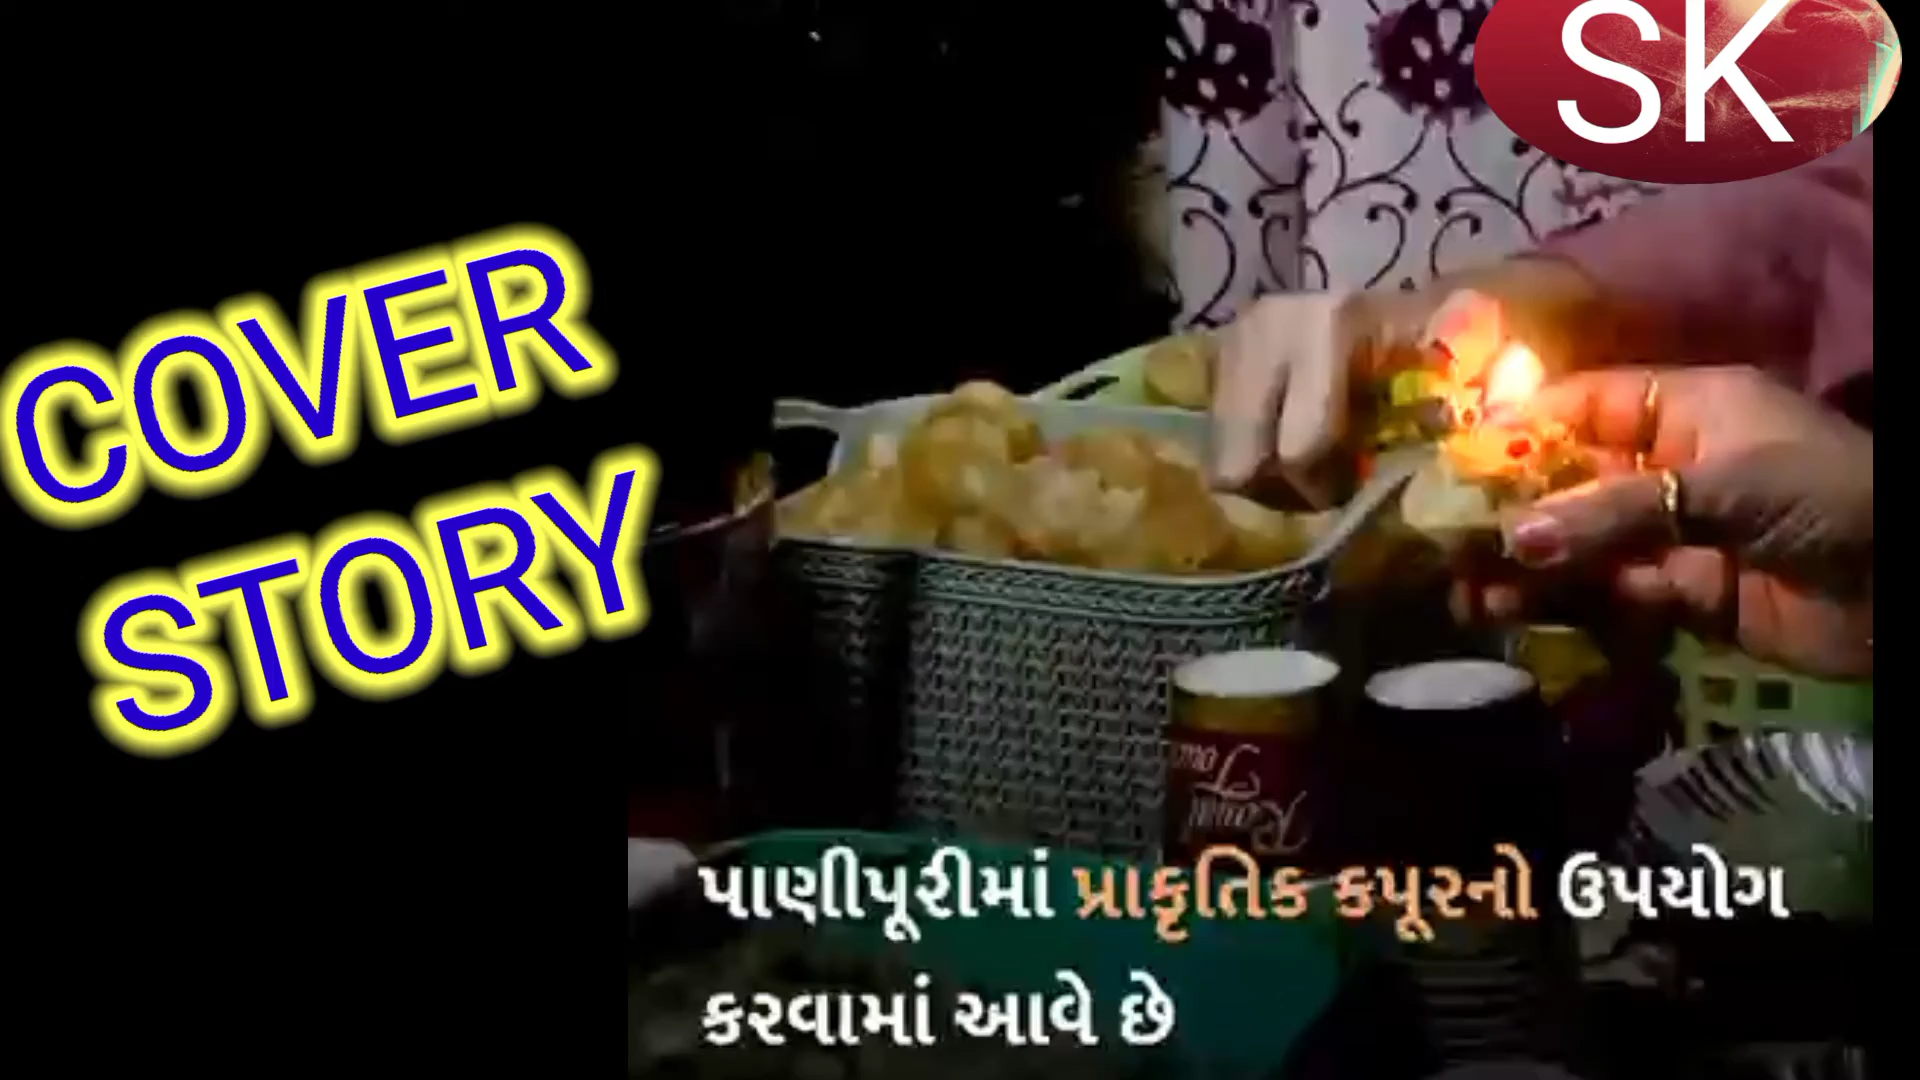 SK
COVER
STORY
પાણીપૂરીમાં પ્રાકૃતિક કપૂરનો ઉપયોગ
કરવામાં આવે છે